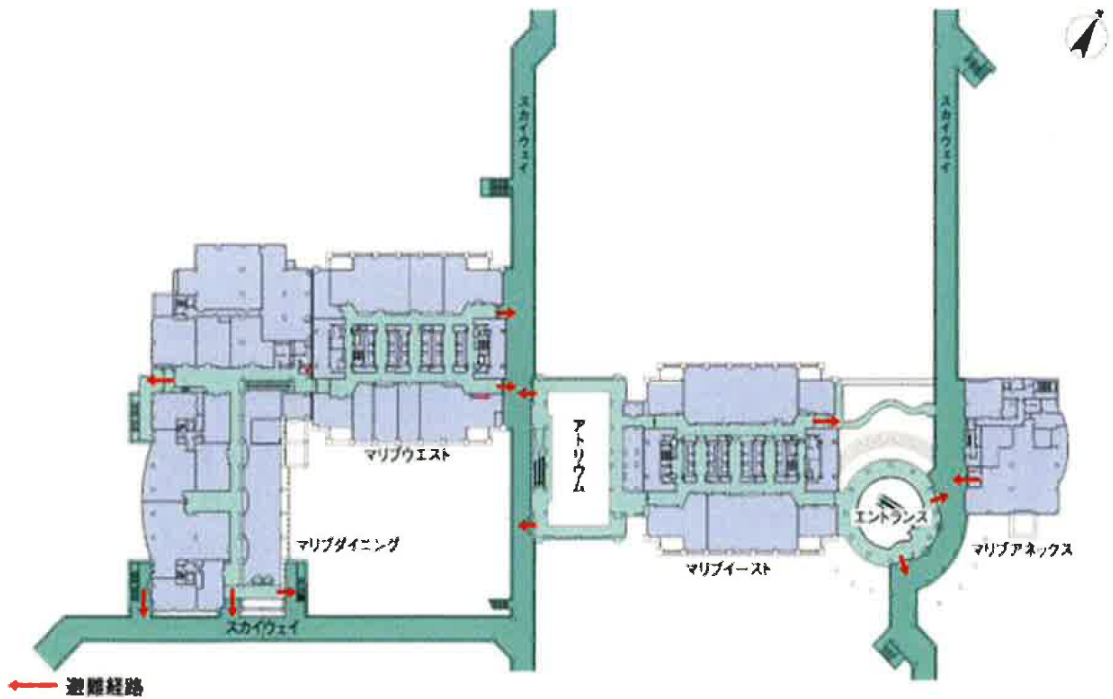 スカイウェイ
スカイウェイ
マリブウエスト
アトリウム
エントランス
マリブダイニング
マリブイースト
マリブアネックス
スカイウェイ
避難経路